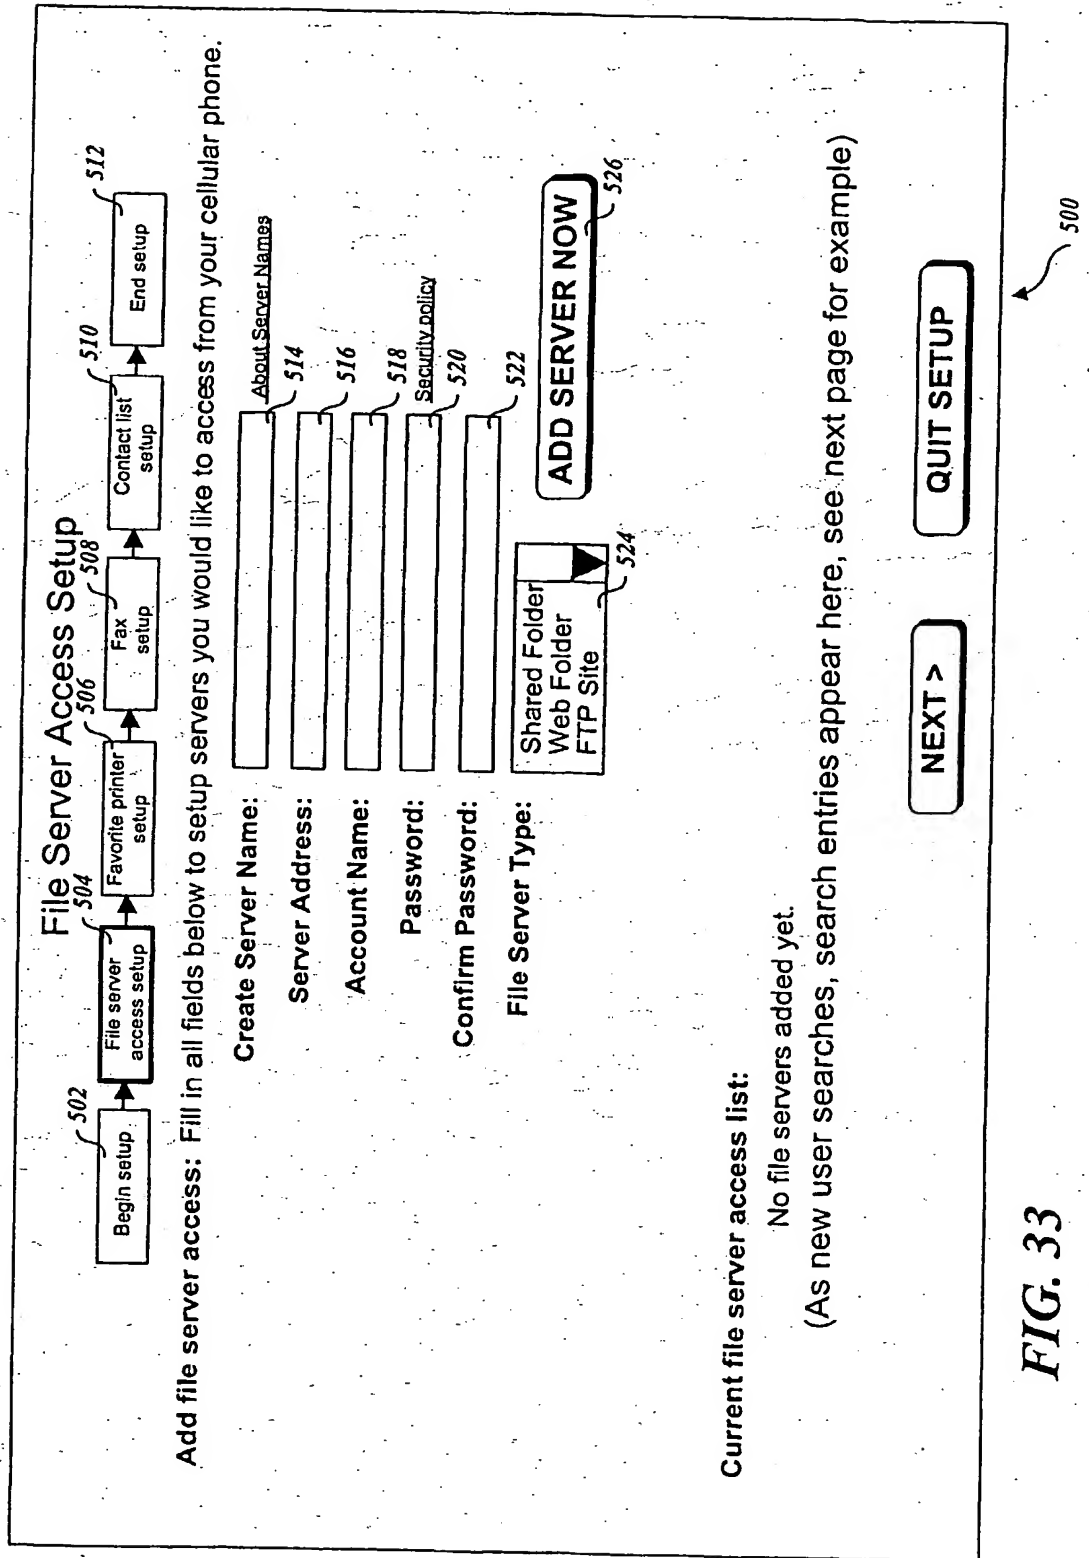 File Server Access Setup
502 504 506 508 510 512
Begin setup
File server
access setup
Favorite printer
setup
Fax
setup
Contact list
setup
End setup
Add file server access: Fill in all fields below to setup servers you would like to access from your cellular phone.
About Server Names
Create Server Name: 514
Server Address: 516
Account Name: 518
Security policy
Password: 520
Confirm Password: 522
File Server Type:
Shared Folder
Web Folder
FTP Site
524
ADD SERVER NOW
526
Current file server access list:
No file servers added yet.
(As new user searches, search entries appear here, see next page for example)
NEXT >
QUIT SETUP
500
FIG. 33